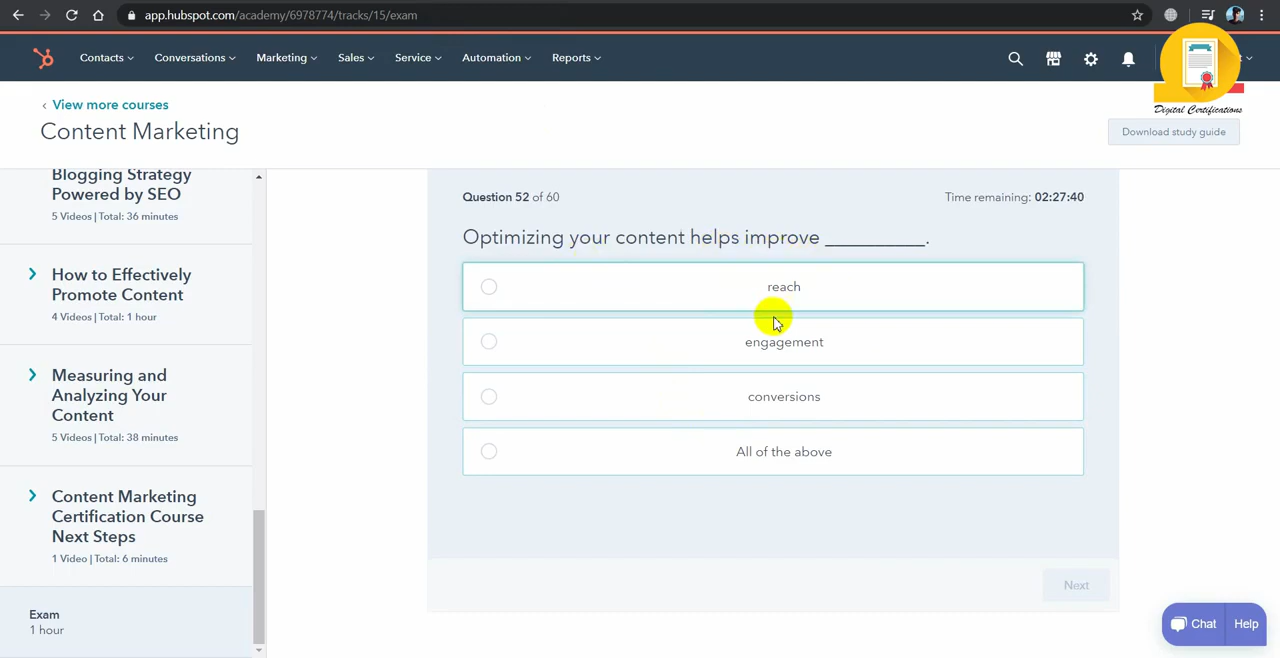 app.hubspot.com/academy/6978774/tracks/15/exam
Contacts Conversations Marketing Sales Service Automation Reports
Digital Certifications
‹ View more courses
Content Marketing
Download study guide
Blogging Strategy
Powered by SEO
5 Videos | Total: 36 minutes
How to Effectively
Promote Content
4 Videos | Total: 1 hour
Measuring and
Analyzing Your
Content
5 Videos | Total: 38 minutes
Content Marketing
Certification Course
Next Steps
1 Video | Total: 6 minutes
Exam
1 hour
Question 52 of 60
Time remaining: 02:27:40
Optimizing your content helps improve __________.
reach
engagement
conversions
All of the above
Next
Chat
Help